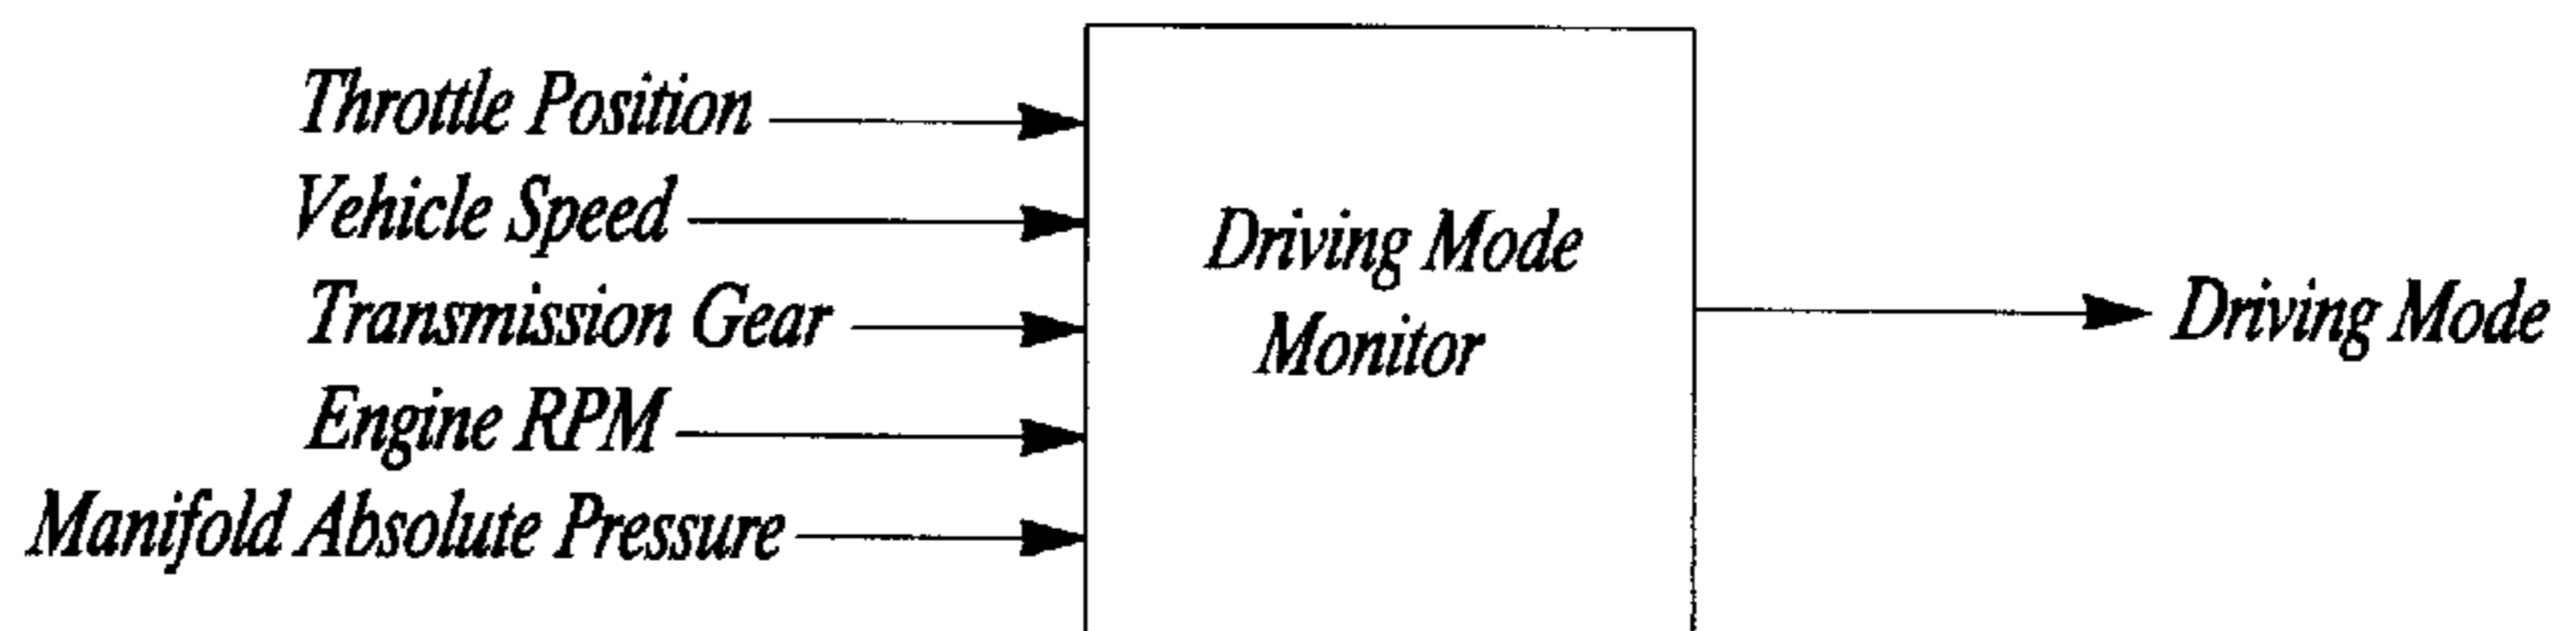 Throttle Position
Vehicle Speed
Transmission Gear
Engine RPM
Manifold Absolute Pressure
Driving Mode
Monitor
Driving Mode